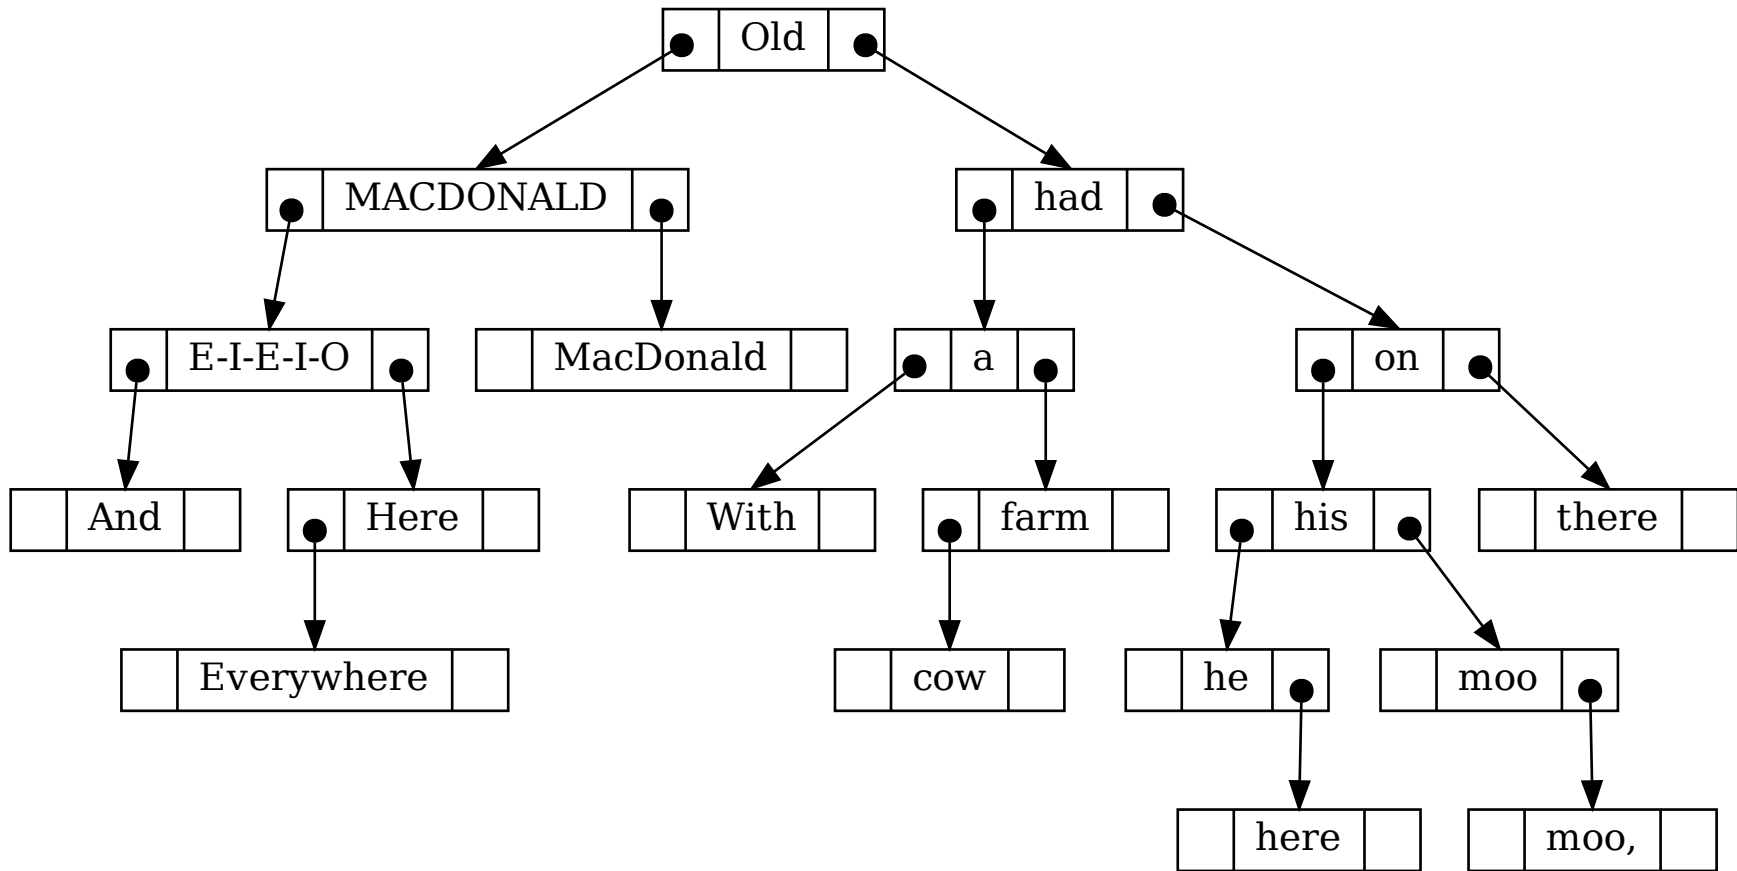 Old
MACDONALD had
E-I-E-I-O MacDonald a on
And Here With farm his there
Everywhere cow he moo
here moo,